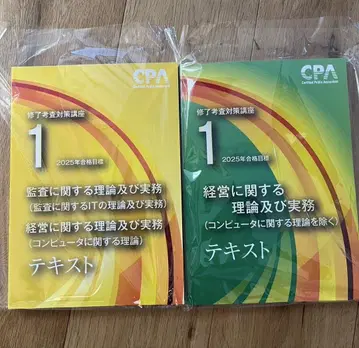 CPA
修了考査対策講座
1
2025年合格目標
監査に関する理論及び実務
(監査に関するITの理論及び実務)
経営に関する理論及び実務
(コンピュータに関する理論)
テキスト
CPA
Certified Public Accountant
修了考査対策講座
1
2025年合格目標
経営に関する
理論及び実務
(コンピュータに関する理論を除く)
テキスト